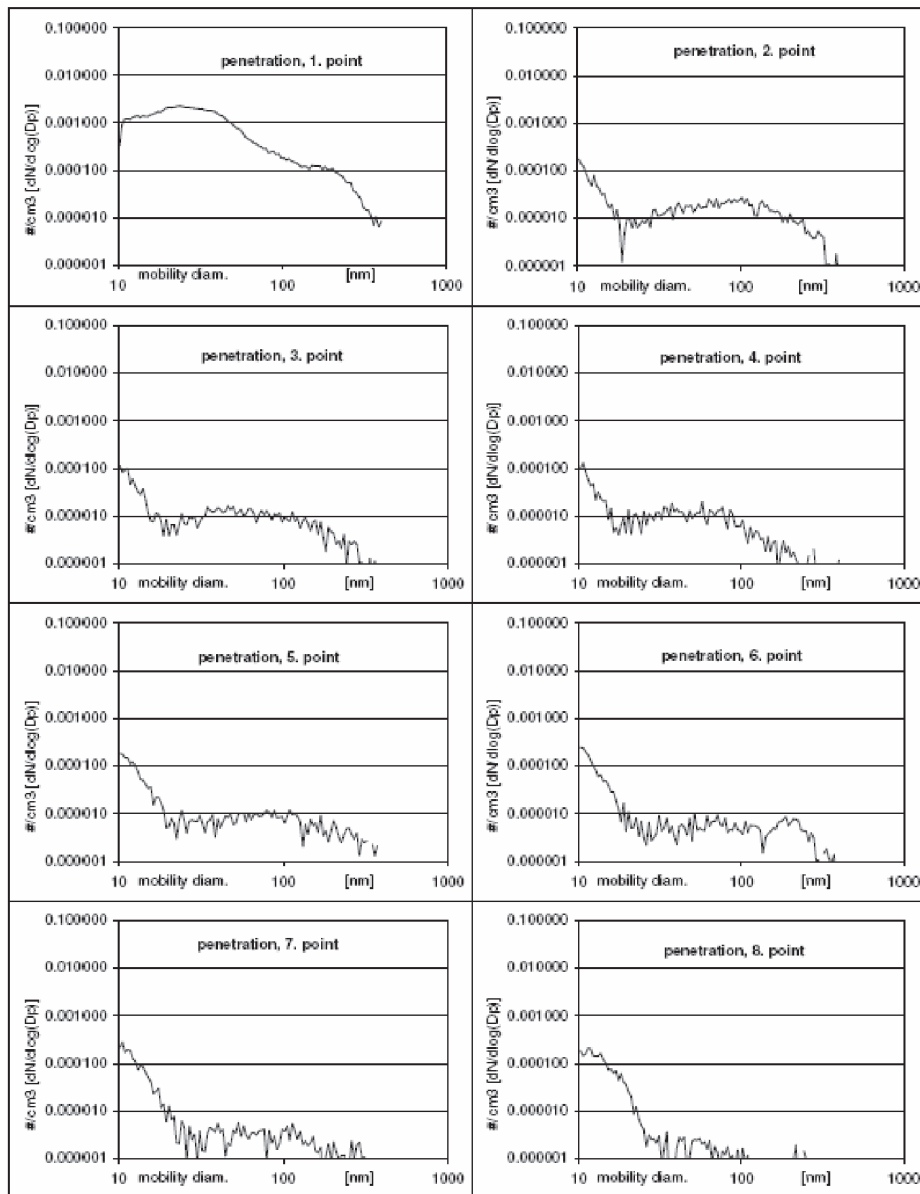 0.100000
penetration, 1. point
0.010000
0.001000
0.000100
0.000010
0.000001
#/cm3 [dN/dlog(Dp)]
mobility diam. [nm]
10 100 1000
0.100000
penetration, 2. point
0.010000
0.001000
0.000100
0.000010
0.000001
#/cm3 [dN/dlog(Dp)]
mobility diam. [nm]
10 100 1000
0.100000
penetration, 3. point
0.010000
0.001000
0.000100
0.000010
0.000001
#/cm3 [dN/dlog(Dp)]
10 mobility diam. 100 [nm] 1000
0.100000
penetration, 4. point
0.010000
0.001000
0.000100
0.000010
0.000001
#/cm3 [dN/dlog(Dp)]
10 mobility diam. 100 [nm] 1000
0.100000
penetration, 5. point
0.010000
0.001000
0.000100
0.000010
0.000001
#/cm3 [dN/dlog(Dp)]
10 mobility diam. 100 [nm] 1000
0.100000
penetration, 6. point
0.010000
0.001000
0.000100
0.000010
0.000001
#/cm3 [dN/dlog(Dp)]
10 mobility diam. 100 [nm] 1000
0.100000
penetration, 7. point
0.010000
0.001000
0.000100
0.000010
0.000001
#/cm3 [dN/dlog(Dp)]
10 mobility diam. 100 [nm] 1000
0.100000
penetration, 8. point
0.010000
0.001000
0.000100
0.000010
0.000001
#/cm3 [dN/dlog(Dp)]
10 mobility diam. 100 [nm] 1000